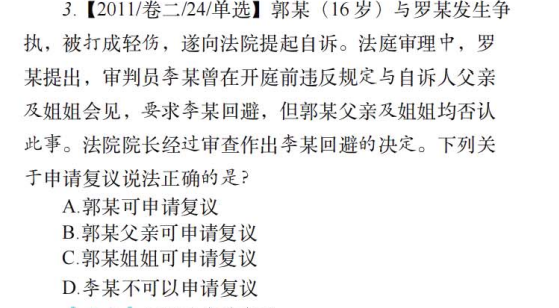 3.【2011/卷二/24/单选】郭某（16岁）与罗某发生争
执，被打成轻伤，遂向法院提起自诉。法庭审理中，罗
某提出，审判员李某曾在开庭前违反规定与自诉人父亲
及姐姐会见，要求李某回避，但郭某父亲及姐姐均否认
此事。法院院长经过审查作出李某回避的决定。下列关
于申请复议说法正确的是？
A.郭某可申请复议
B.郭某父亲可申请复议
C.郭某姐姐可申请复议
D.李某不可以申请复议